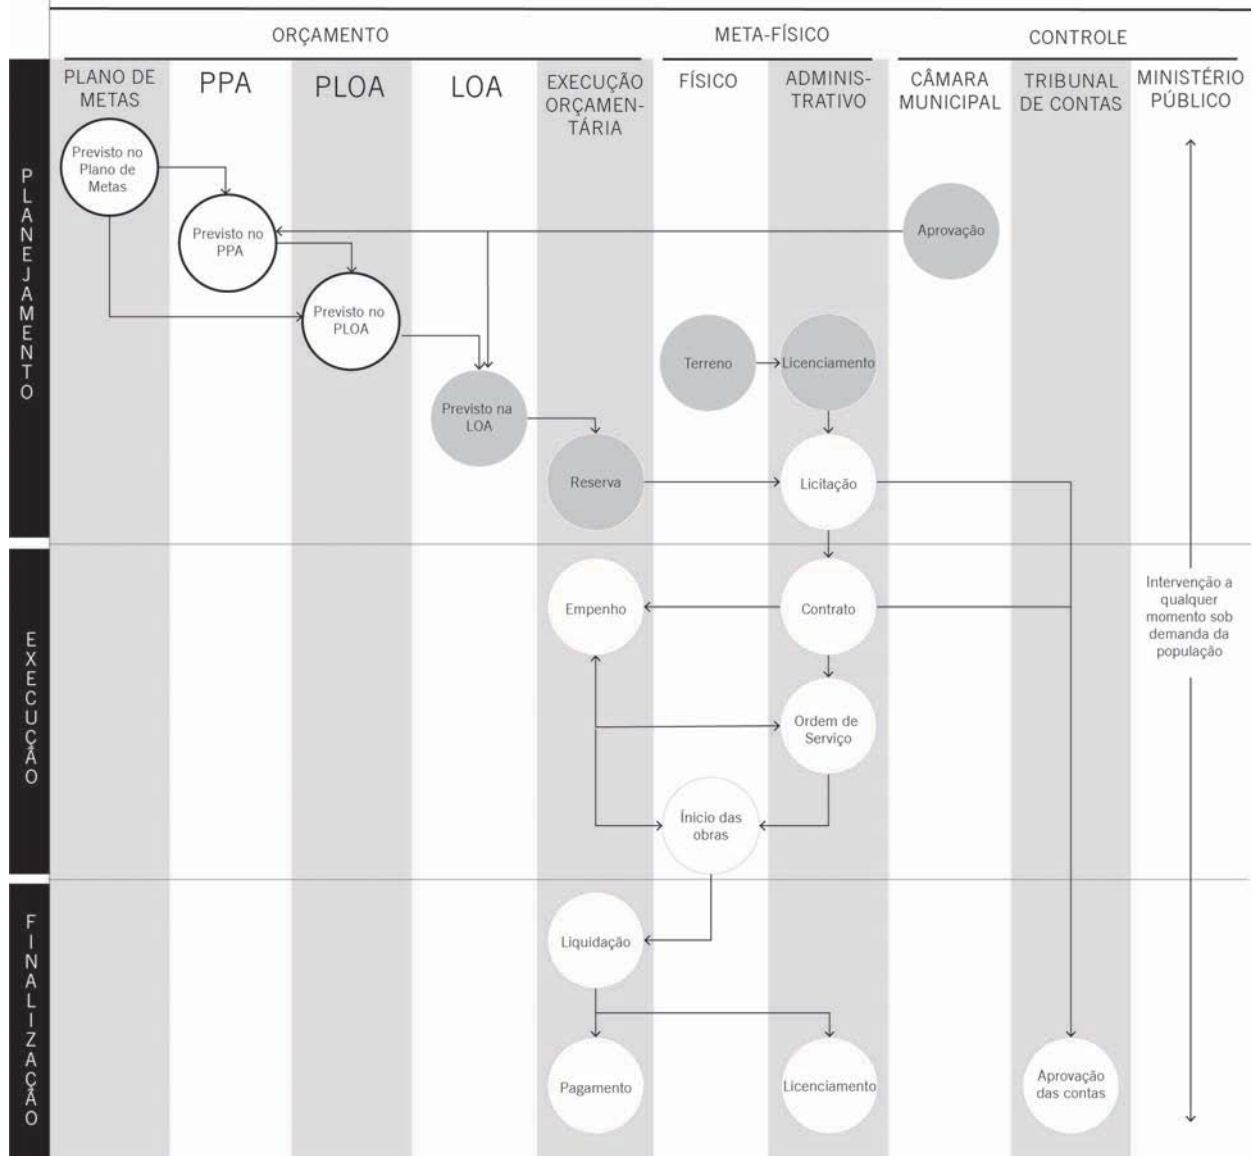 ORÇAMENTO
META-FÍSICO
CONTROLE
PLANO DE
METAS
PPA
PLOA
LOA
EXECUÇÃO
ORÇAMEN-
TÁRIA
FÍSICO
ADMINIS-
TRATIVO
CÂMARA
MUNICIPAL
TRIBUNAL
DE CONTAS
MINISTÉRIO
PÚBLICO
PLANEJAMENTO
Previsto no
Plano de
Metas
Previsto no
PPA
Aprovação
Previsto no
PLOA
Terreno
Licenciamento
Previsto na
LOA
Reserva
Licitação
EXECUÇÃO
Empenho
Contrato
Intervenção a
qualquer
momento sob
demanda da
população
Ordem de
Serviço
Ínicio das
obras
FINALIZAÇÃO
Liquidação
Pagamento
Licenciamento
Aprovação
das contas